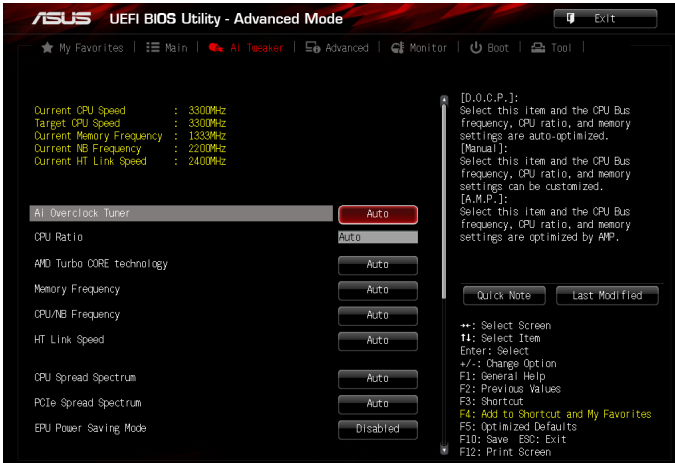 ASUS UEFI BIOS Utility - Advanced Mode
Exit
My Favorites
Main
Ai Tweaker
Advanced
Monitor
Boot
Tool
Current CPU Speed : 3300MHz
Target CPU Speed : 3300MHz
Current Memory Frequency : 1333MHz
Current NB Frequency : 2200MHz
Current HT Link Speed : 2400MHz
Ai Overclock Tuner Auto
CPU Ratio Auto
AMD Turbo CORE technology Auto
Memory Frequency Auto
CPU/NB Frequency Auto
HT Link Speed Auto
CPU Spread Spectrum Auto
PCIe Spread Spectrum Auto
EPU Power Saving Mode Disabled
[D.O.C.P.]:
Select this item and the CPU Bus
frequency, CPU ratio, and memory
settings are auto-optimized.
[Manual]:
Select this item and the CPU Bus
frequency, CPU ratio, and memory
settings can be customized.
[A.M.P.]:
Select this item and the CPU Bus
frequency, CPU ratio, and memory
settings are optimized by AMP.
Quick Note
Last Modified
→←: Select Screen
↑↓: Select Item
Enter: Select
+/-: Change Option
F1: General Help
F2: Previous Values
F3: Shortcut
F4: Add to Shortcut and My Favorites
F5: Optimized Defaults
F10: Save ESC: Exit
F12: Print Screen